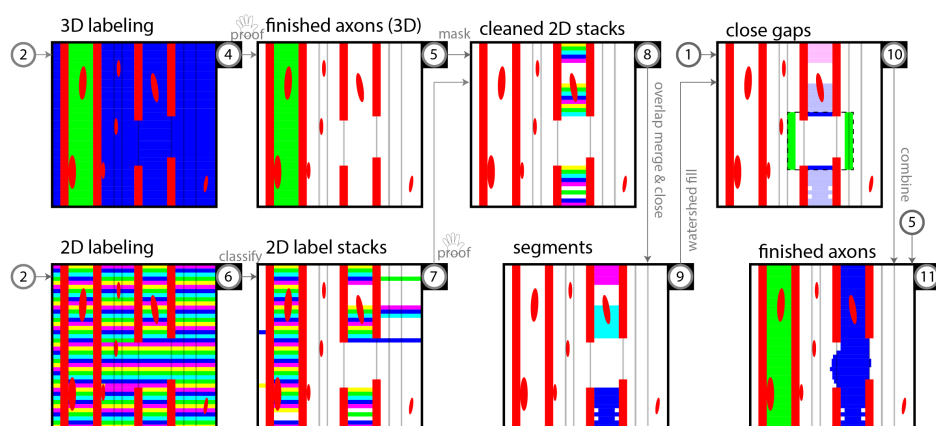 3D labeling
proof
finished axons (3D)
mask
cleaned 2D stacks
close gaps
2
4
5
8
1
10
overlap merge & close
watershed fill
combine
5
2D labeling
classify
2D label stacks
proof
segments
finished axons
2
6
7
9
11